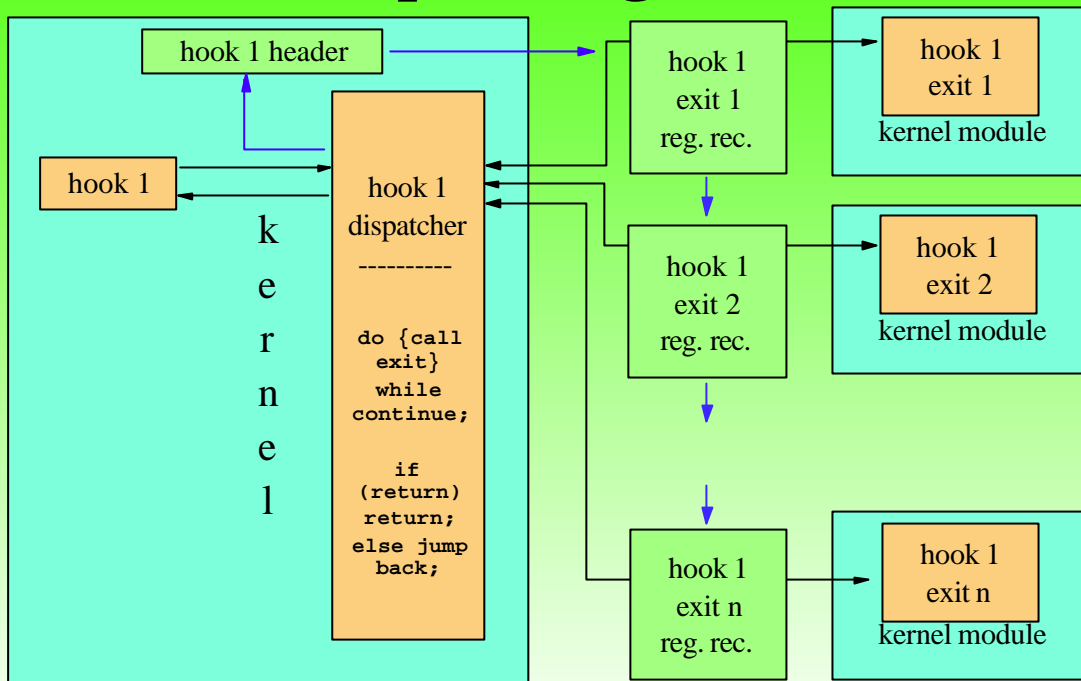 hook 1 header
hook 1
hook 1
dispatcher
----------
do {call
exit}
while
continue;
if
(return)
return;
else jump
back;
k
e
r
n
e
l
hook 1
exit 1
reg. rec.
hook 1
exit 1
kernel module
hook 1
exit 2
reg. rec.
hook 1
exit 2
kernel module
hook 1
exit n
reg. rec.
hook 1
exit n
kernel module